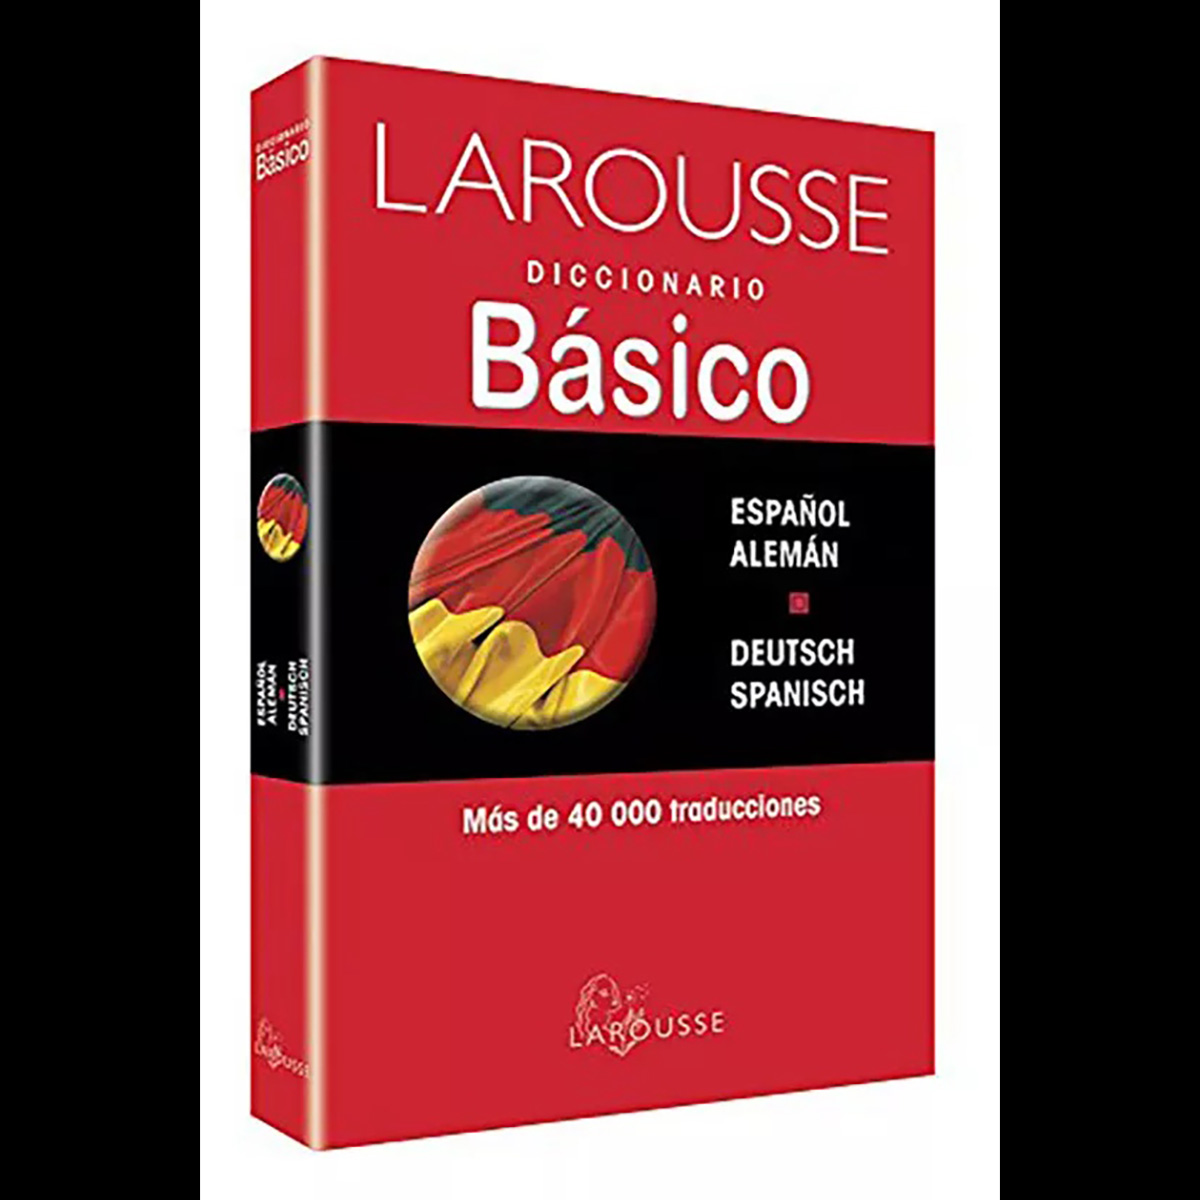 LAROUSSE
DICCIONARIO
Básico
ESPAÑOL
ALEMÁN
DEUTSCH
SPANISCH
Más de 40 000 traducciones
LAROUSSE
DICCIONARIO
Básico
ESPAÑOL
ALEMÁN
DEUTSCH
SPANISCH
LAROUSSE